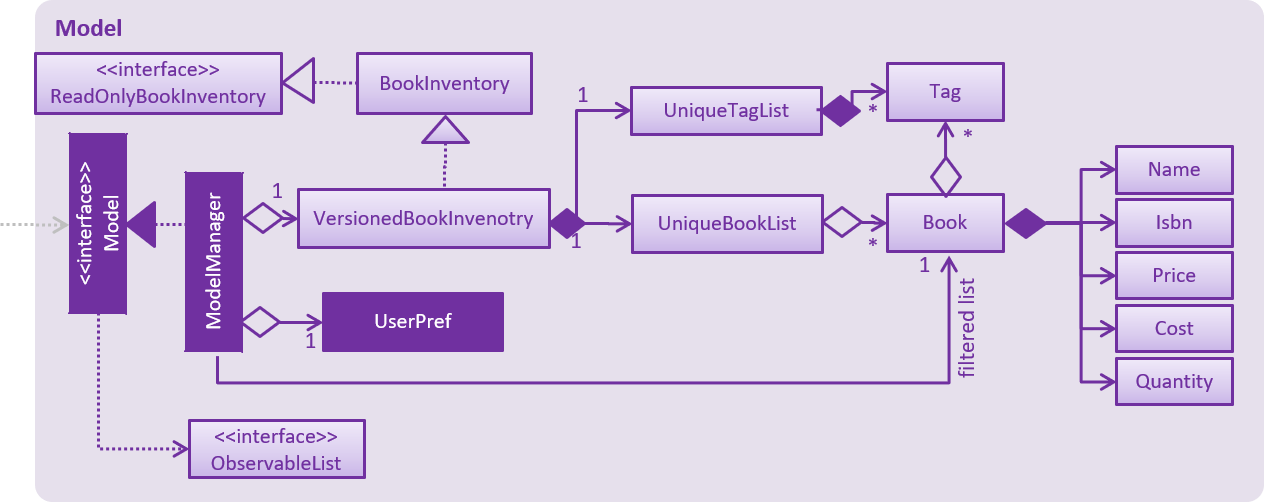 Model
<<interface>>
ReadOnlyBookInventory
BookInventory
1
UniqueTagList
*
Tag
*
<<interface>>
Model
ModelManager
1
VersionedBookInvenotry
1
UniqueBookList
*
Book
1
filtered list
Name
Isbn
Price
Cost
Quantity
1
UserPref
<<interface>>
ObservableList